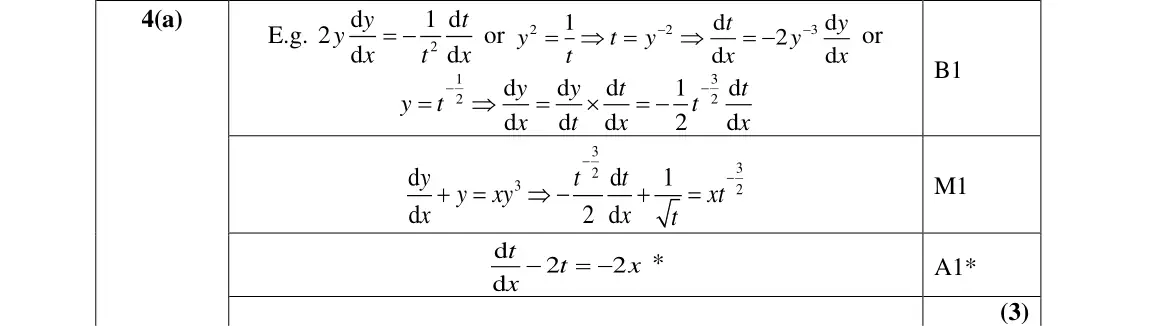 4(a)
E.g. 2y dy/dx = −1/t² dt/dx or y² = 1/t ⇒ t = y⁻² ⇒ dt/dx = −2y⁻³ dy/dx or
y = t^(−1/2) ⇒ dy/dx = dy/dt × dt/dx = −1/2 t^(−3/2) dt/dx
B1
dy/dx + y = xy³ ⇒ −t^(−3/2)/2 dt/dx + 1/√t = xt^(−3/2)
M1
dt/dx − 2t = −2x *
A1*
(3)